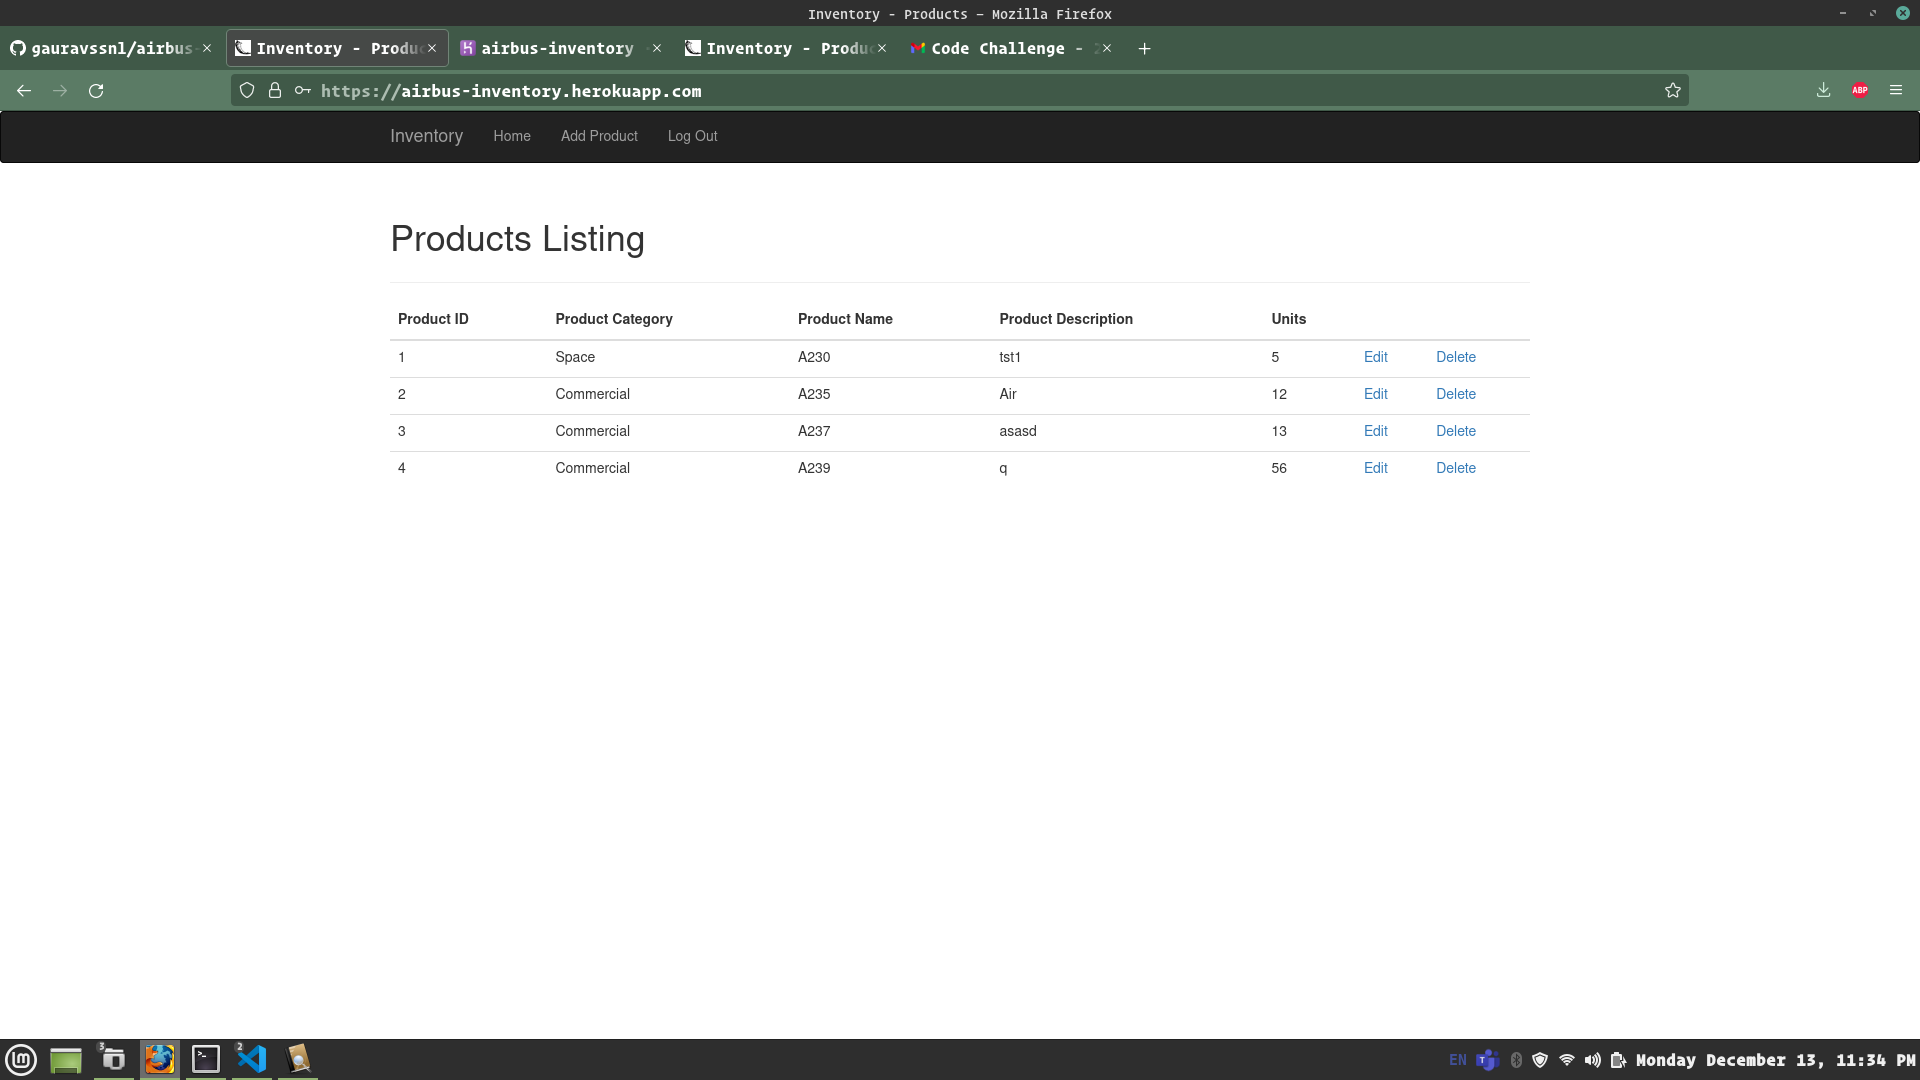 Inventory - Products — Mozilla Firefox
gauravssnl/airbus-
Inventory - Produ
airbus-inventory
Inventory - Produ
Code Challenge -
https://airbus-inventory.herokuapp.com
ABP
Inventory Home Add Product Log Out
Products Listing
Product ID Product Category Product Name Product Description Units
1 Space A230 tst1 5 Edit Delete
2 Commercial A235 Air 12 Edit Delete
3 Commercial A237 asasd 13 Edit Delete
4 Commercial A239 q 56 Edit Delete
3
2
EN
Monday December 13, 11:34 PM